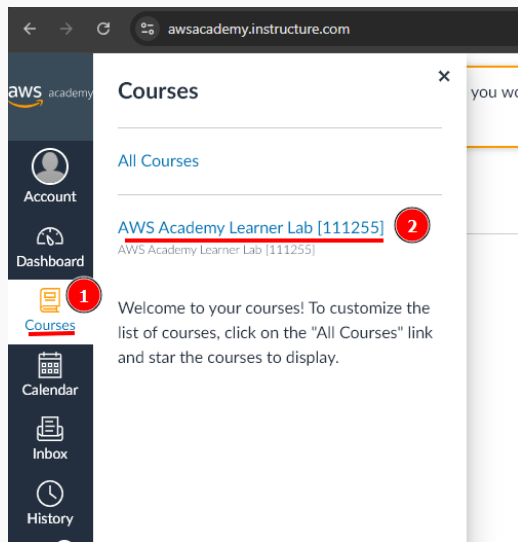 awsacademy.instructure.com
aws academy
Account
Dashboard
1
Courses
Calendar
Inbox
History
Courses
All Courses
AWS Academy Learner Lab [111255]
2
AWS Academy Learner Lab [111255]
Welcome to your courses! To customize the
list of courses, click on the "All Courses" link
and star the courses to display.
you wo